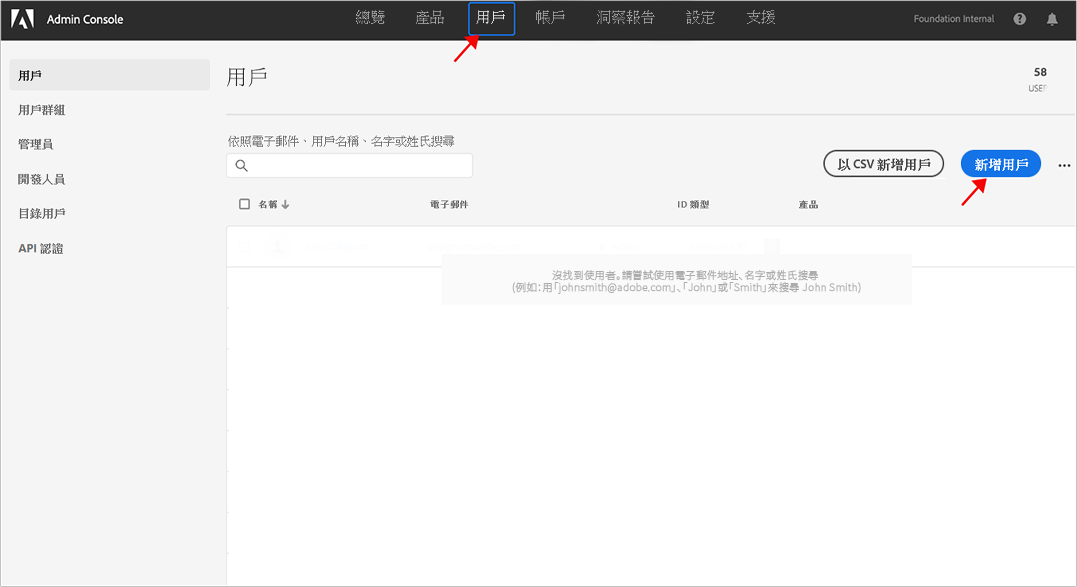 Admin Console
總覽 產品 用戶 帳戶 洞察報告 設定 支援
Foundation Internal
用戶
用戶群組
管理員
開發人員
目錄用戶
API 認證
用戶
58
依照電子郵件、用戶名稱、名字或姓氏搜尋
以 CSV 新增用戶
新增用戶
名稱 電子郵件 ID 類型 產品
沒找到使用者。請嘗試使用電子郵件地址、名字或姓氏搜尋
(例如：用「johnsmith@adobe.com」、「John」或「Smith」來搜尋 John Smith)